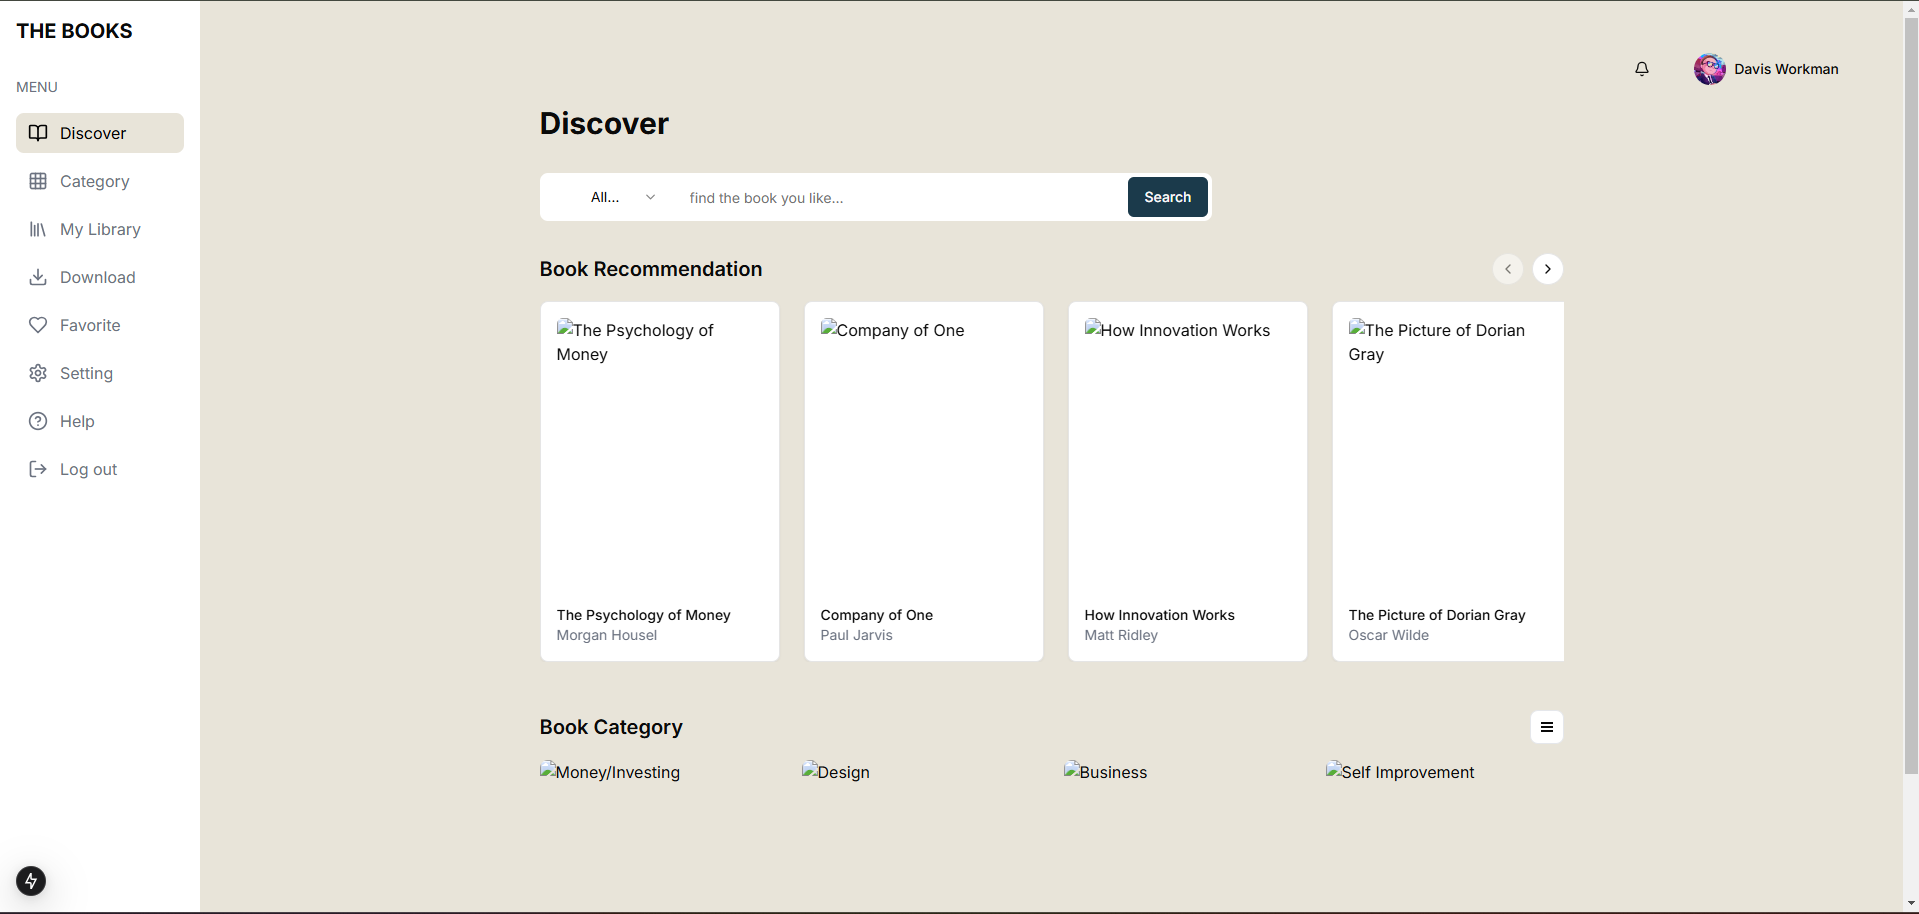 THE BOOKS
MENU
Discover
Category
My Library
Download
Favorite
Setting
Help
Log out
Davis Workman
Discover
All...
find the book you like...
Search
Book Recommendation
The Psychology of
Money
The Psychology of Money
Morgan Housel
Company of One
Company of One
Paul Jarvis
How Innovation Works
How Innovation Works
Matt Ridley
The Picture of Dorian
Gray
The Picture of Dorian Gray
Oscar Wilde
Book Category
Money/Investing
Design
Business
Self Improvement